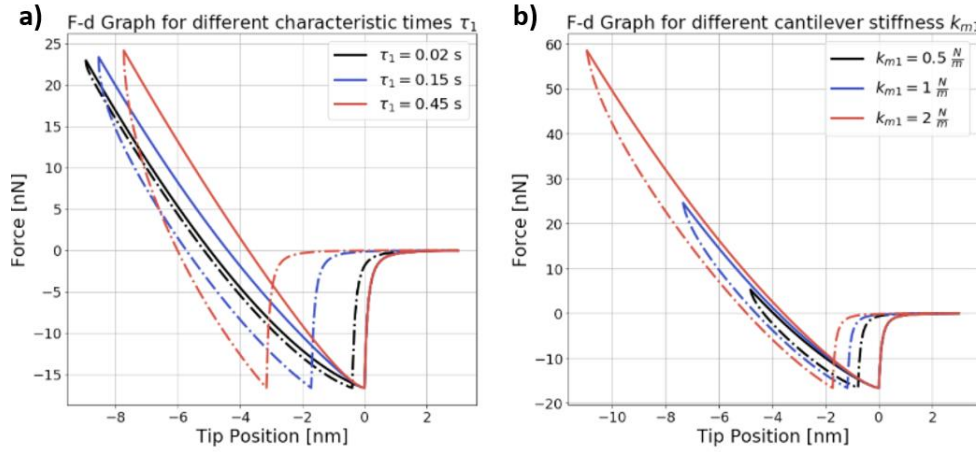 a)
F-d Graph for different characteristic times τ₁
25
20
15
10
5
0
−5
−10
−15
Force [nN]
τ₁ = 0.02 s
τ₁ = 0.15 s
τ₁ = 0.45 s
−8 −6 −4 −2 0 2
Tip Position [nm]
b)
F-d Graph for different cantilever stiffness kₘ₁
60
50
40
30
20
10
0
−10
−20
Force [nN]
kₘ₁ = 0.5 N/m
kₘ₁ = 1 N/m
kₘ₁ = 2 N/m
−10 −8 −6 −4 −2 0 2
Tip Position [nm]